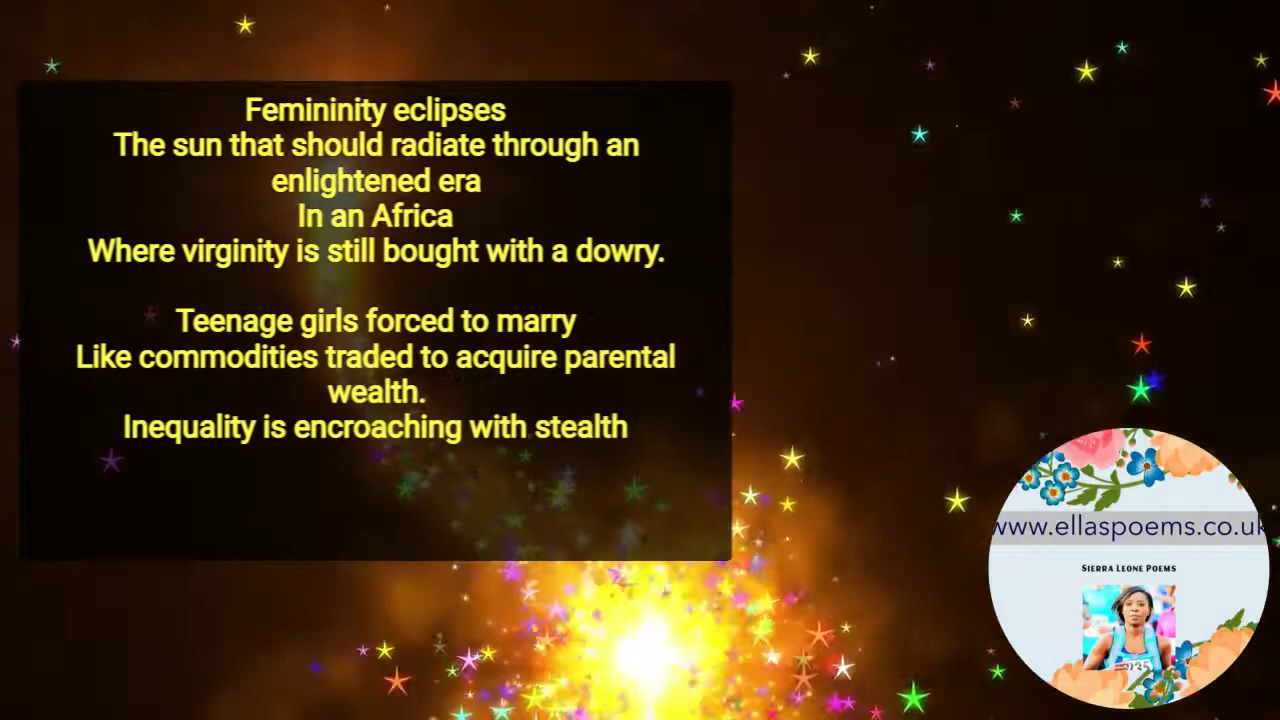 Femininity eclipses
The sun that should radiate through an
enlightened era
In an Africa
Where virginity is still bought with a dowry.
Teenage girls forced to marry
Like commodities traded to acquire parental
wealth.
Inequality is encroaching with stealth
www.ellaspoems.co.uk
SIERRA LEONE POEMS
935